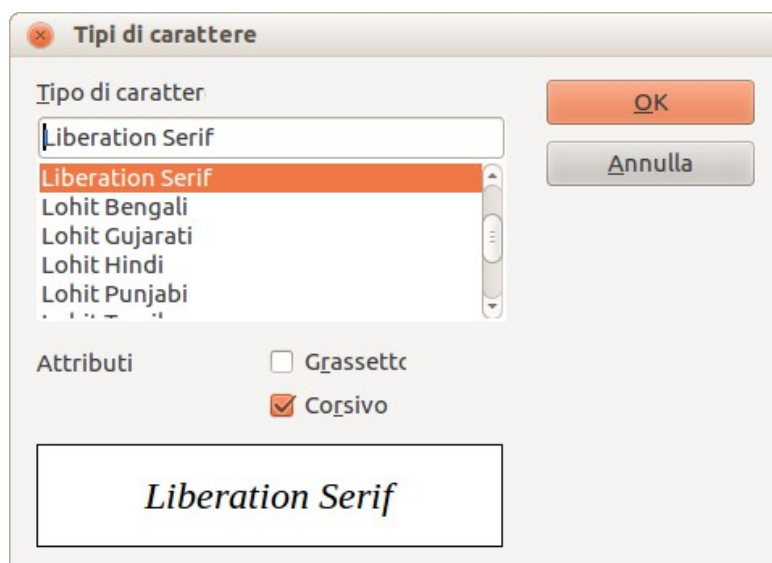 Tipi di carattere
Tipo di caratter
OK
Liberation Serif
Annulla
Liberation Serif
Lohit Bengali
Lohit Gujarati
Lohit Hindi
Lohit Punjabi
Attributi
Grassetto
Corsivo
Liberation Serif